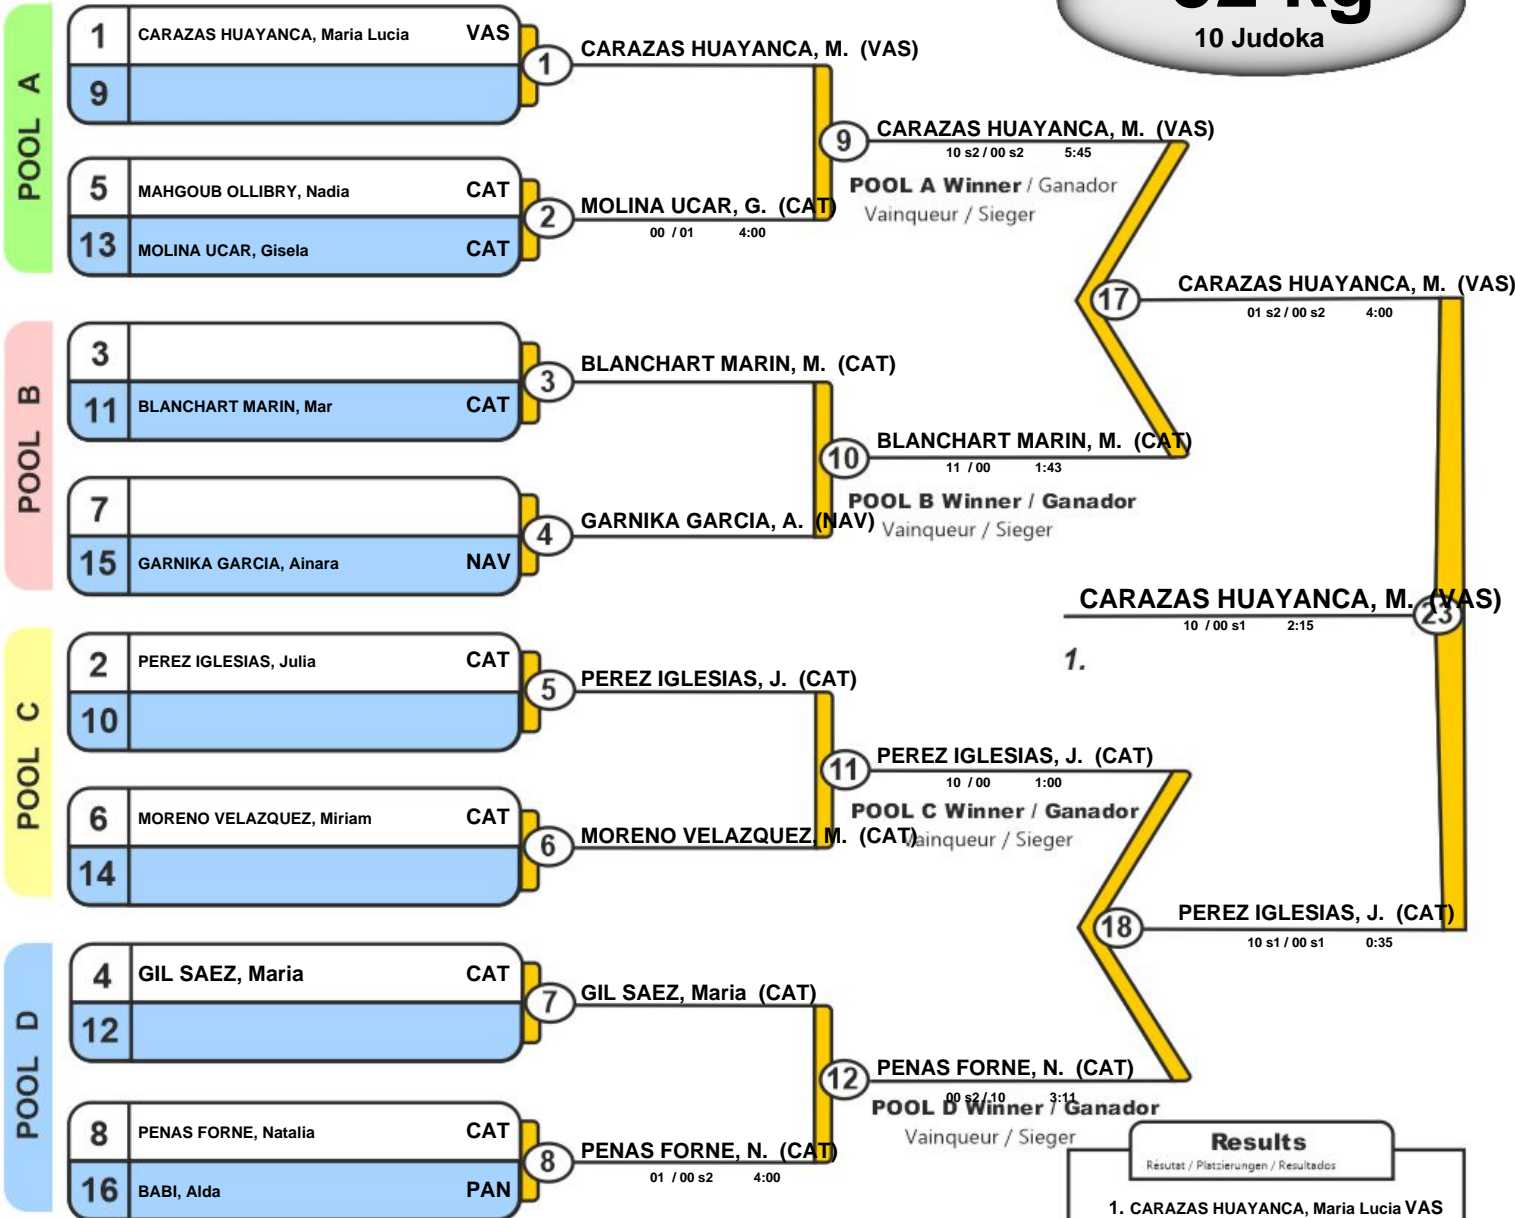 52 kg
10 Judoka
POOL A
1 CARAZAS HUAYANCA, Maria Lucia VAS
9
1
CARAZAS HUAYANCA, M. (VAS)
5 MAHGOUB OLLIBRY, Nadia CAT
13 MOLINA UCAR, Gisela CAT
2
MOLINA UCAR, G. (CAT)
00 / 01 4:00
9
CARAZAS HUAYANCA, M. (VAS)
10 s2 / 00 s2 5:45
POOL A Winner / Ganador
Vainqueur / Sieger
POOL B
3
11 BLANCHART MARIN, Mar CAT
3
BLANCHART MARIN, M. (CAT)
7
15 GARNIKA GARCIA, Ainara NAV
4
GARNIKA GARCIA, A. (NAV)
10
BLANCHART MARIN, M. (CAT)
11 / 00 1:43
POOL B Winner / Ganador
Vainqueur / Sieger
17
CARAZAS HUAYANCA, M. (VAS)
01 s2 / 00 s2 4:00
CARAZAS HUAYANCA, M. (VAS)
23
10 / 00 s1 2:15
1.
POOL C
2 PEREZ IGLESIAS, Julia CAT
10
5
PEREZ IGLESIAS, J. (CAT)
6 MORENO VELAZQUEZ, Miriam CAT
14
6
MORENO VELAZQUEZ, M. (CAT)
11
PEREZ IGLESIAS, J. (CAT)
10 / 00 1:00
POOL C Winner / Ganador
Vainqueur / Sieger
18
PEREZ IGLESIAS, J. (CAT)
10 s1 / 00 s1 0:35
POOL D
4 GIL SAEZ, Maria CAT
12
7
GIL SAEZ, Maria (CAT)
8 PENAS FORNE, Natalia CAT
16 BABI, Alda PAN
8
PENAS FORNE, N. (CAT)
01 / 00 s2 4:00
12
PENAS FORNE, N. (CAT)
00 s2 / 10 3:11
POOL D Winner / Ganador
Vainqueur / Sieger
Results
Résutat / Platzierungen / Resultados
1. CARAZAS HUAYANCA, Maria Lucia VAS